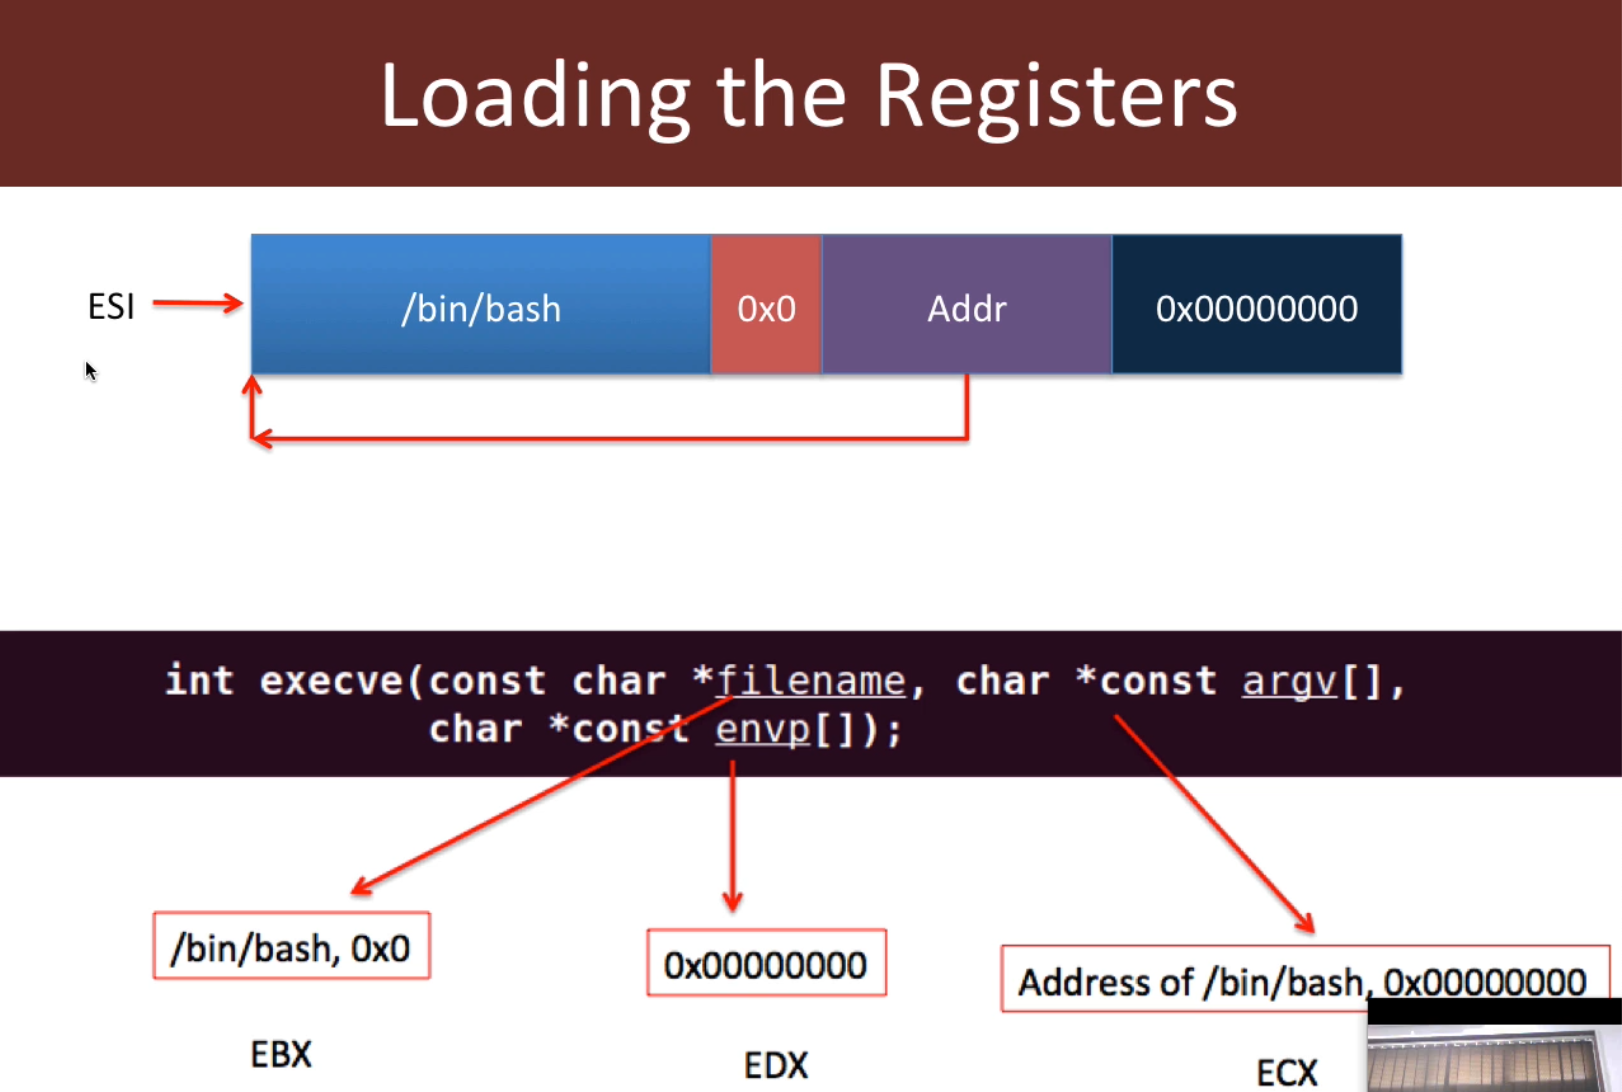 Loading the Registers
ESI
/bin/bash
0x0
Addr
0x00000000
int execve(const char *filename, char *const argv[],
char *const envp[]);
/bin/bash, 0x0
0x00000000
Address of /bin/bash, 0x00000000
EBX
EDX
ECX